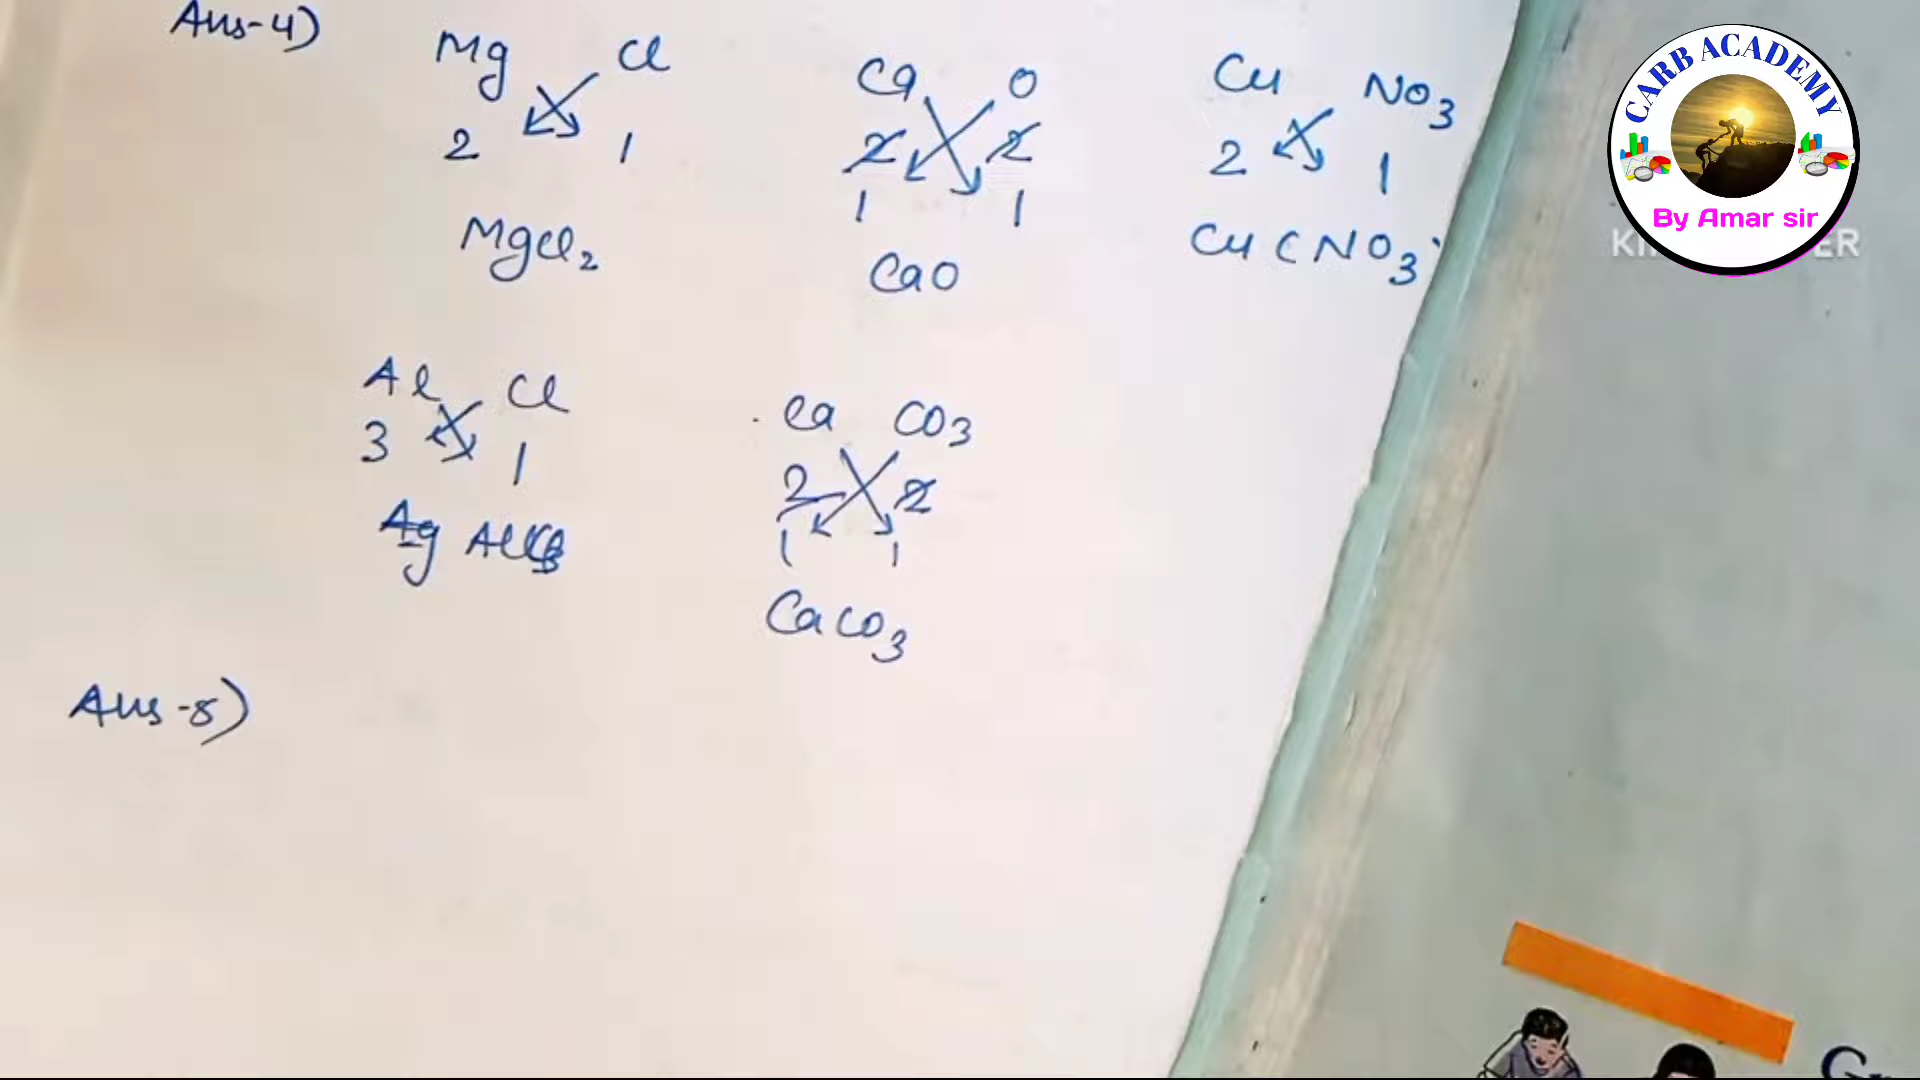 Ans-4)
Mg Cl
2 1
MgCl2
Ca O
2 2
1 1
CaO
Cu NO3
2 1
Cu (NO3
Al Cl
3 1
Ag AlCl3
Ca CO3
2 2
1 1
CaCO3
Ans-5)
CARB ACADEMY
By Amar sir